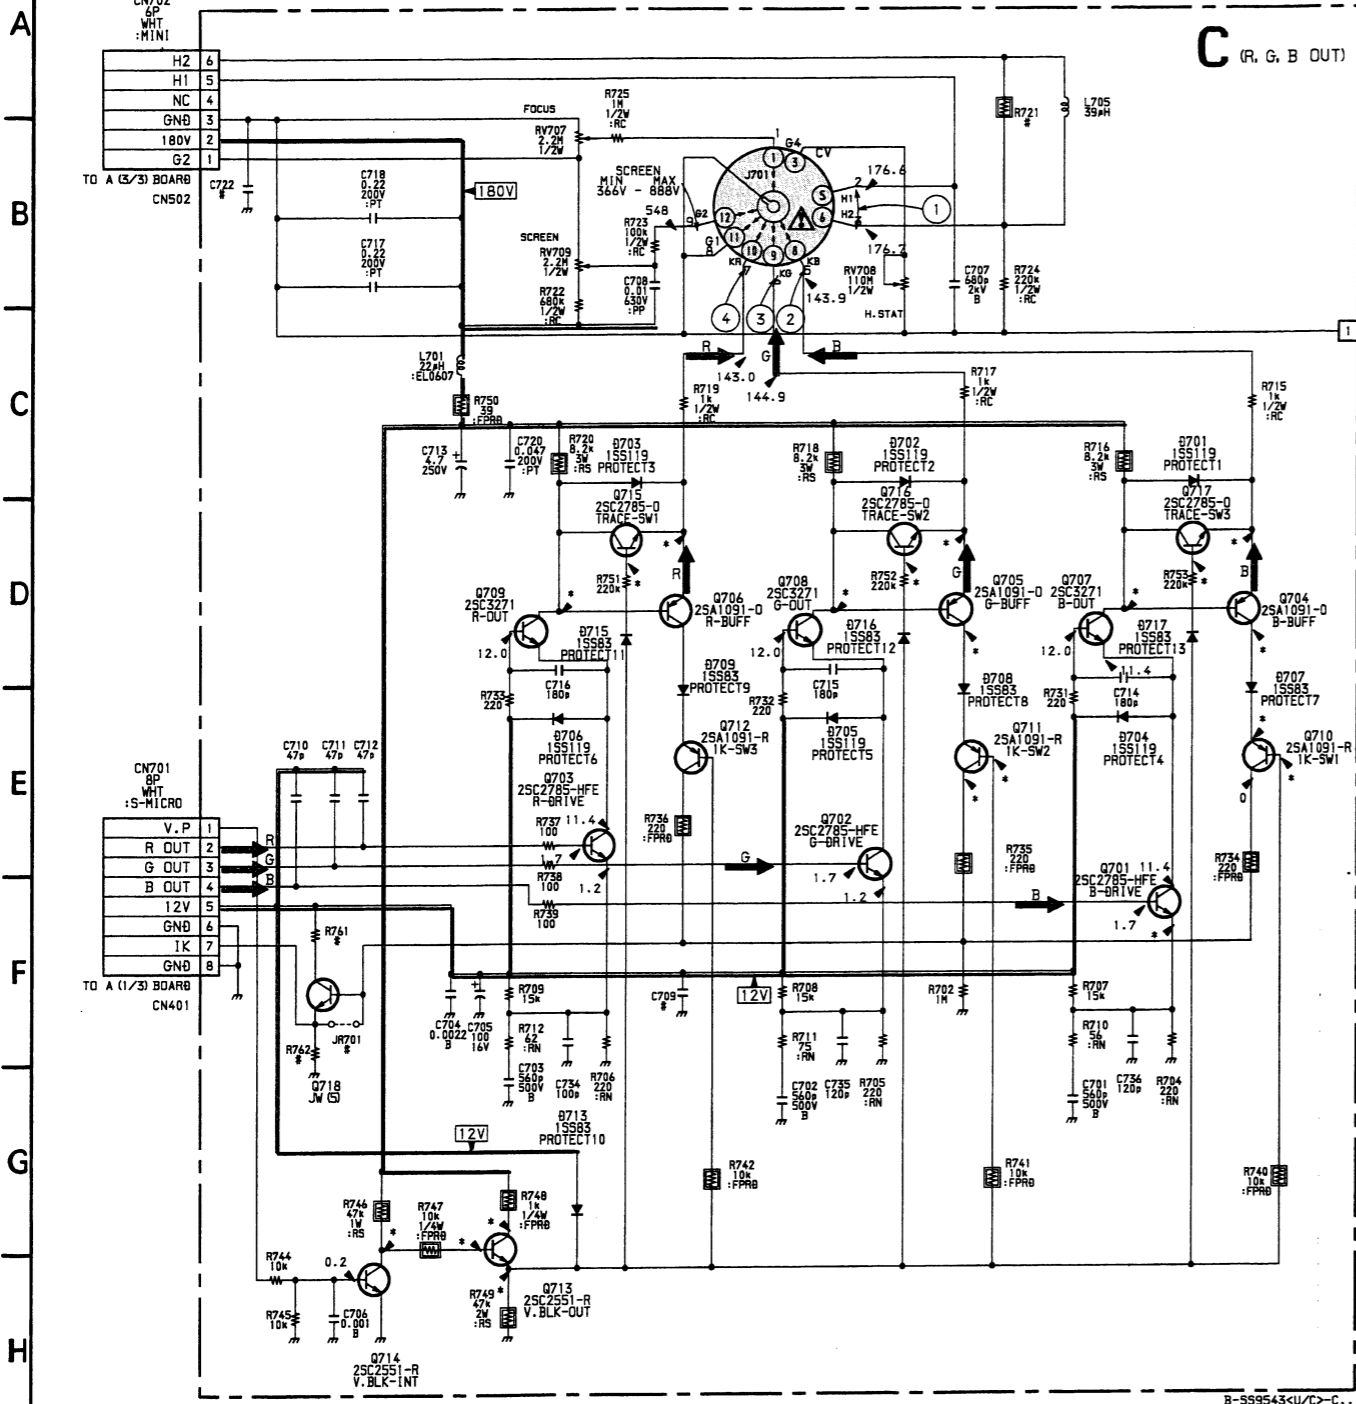 A
B
C
D
E
F
G
H
CN702
6P
WHT
:MINI
H2 6
H1 5
NC 4
GND 3
180V 2
G2 1
TO A (3/3) BOARD
CN502
C (R, G, B OUT)
C722
#
C718
0.22
200V
:PT
C717
0.22
200V
:PT
180V
FOCUS
RV707
2.2M
1/2W
R725
1M
1/2W
:RC
SCREEN
MIN MAX
366V - 888V
548
R723
100k
1/2W
:RC
SCREEN
RV709
2.2M
1/2W
R722
680k
1/2W
:RC
C708
0.01
630V
:PP
J701
G4
CV
G2
G1
KR
KG
KB
H1
H2
176.6
176.7
143.9
1
4
3
2
RV708
110M
1/2W
H.STAT
C707
680p
2kV
B
R724
220k
1/2W
:RC
R721
#
L705
39µH
1
L701
22µH
:EL0607
R750
39
:FPRD
R
G
B
143.0
144.9
R719
1k
1/2W
:RC
R717
1k
1/2W
:RC
R715
1k
1/2W
:RC
C713
4.7
250V
C720
0.047
200V
:PT
R720
8.2k
3W
:RS
D703
1SS119
PROTECT3
R718
8.2k
3W
:RS
D702
1SS119
PROTECT2
R716
8.2k
3W
:RS
D701
1SS119
PROTECT1
Q715
2SC2785-O
TRACE-SW1
Q716
2SC2785-O
TRACE-SW2
Q717
2SC2785-O
TRACE-SW3
R751
220k
R752
220k
R753
220k
R
G
B
Q709
2SC3271
R-OUT
Q706
2SA1091-O
R-BUFF
Q708
2SC3271
G-OUT
Q705
2SA1091-O
G-BUFF
Q707
2SC3271
B-OUT
Q704
2SA1091-O
B-BUFF
12.0
D715
1SS83
PROTECT11
12.0
D716
1SS83
PROTECT12
12.0
D717
1SS83
PROTECT13
11.4
C716
180p
D709
1SS83
PROTECT9
C715
180p
D708
1SS83
PROTECT8
C714
180p
D707
1SS83
PROTECT7
R733
220
R732
220
R731
220
D706
1SS119
PROTECT6
Q712
2SA1091-R
IK-SW3
D705
1SS119
PROTECT5
Q711
2SA1091-R
IK-SW2
D704
1SS119
PROTECT4
Q710
2SA1091-R
IK-SW1
0
C710
47p
C711
47p
C712
47p
CN701
8P
WHT
:S-MICRO
V.P 1
R OUT 2
G OUT 3
B OUT 4
12V 5
GND 6
IK 7
GND 8
TO A (1/3) BOARD
CN401
R
G
B
Q703
2SC2785-HFE
R-DRIVE
R737
100
11.4
1.7
R738
100
1.2
R739
100
R736
220
:FPRD
G
Q702
2SC2785-HFE
G-DRIVE
1.7
1.2
R735
220
:FPRD
B
Q701
2SC2785-HFE
B-DRIVE
11.4
1.7
R734
220
:FPRD
R761
#
R762
#
JR701
#
Q718
JW (5)
C704
0.0022
B
C705
100
16V
R709
15k
R712
62
:RN
C703
560p
500V
B
C734
100p
R706
220
:RN
C709
#
12V
R708
15k
R711
75
:RN
C702
560p
500V
B
C735
120p
R705
220
:RN
R702
1M
R707
15k
R710
56
:RN
C701
560p
500V
B
C736
120p
R704
220
:RN
12V
D713
1SS83
PROTECT10
R742
10k
:FPRD
R741
10k
:FPRD
R740
10k
:FPRD
R746
47k
1W
:RS
R747
10k
1/4W
:FPRD
R748
1k
1/4W
:FPRD
R744
10k
0.2
R745
10k
C706
0.001
B
R749
47k
2W
:RS
Q713
2SC2551-R
V.BLK-OUT
Q714
2SC2551-R
V.BLK-INT
B-SS9543<U/C>-C..